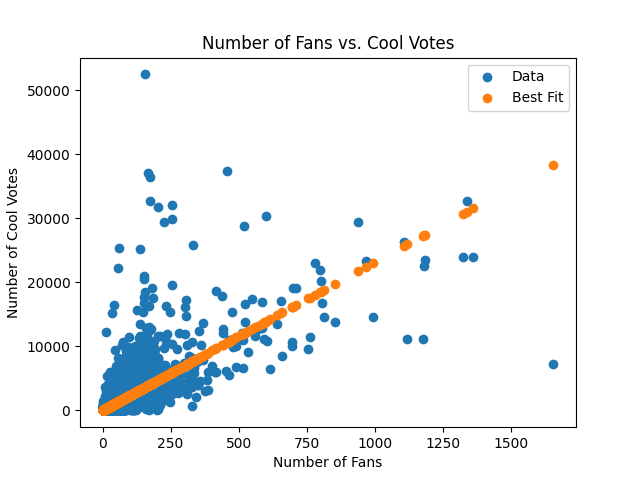 Number of Fans vs. Cool Votes
Data
Best Fit
50000
40000
30000
20000
10000
0
Number of Cool Votes
0 250 500 750 1000 1250 1500
Number of Fans